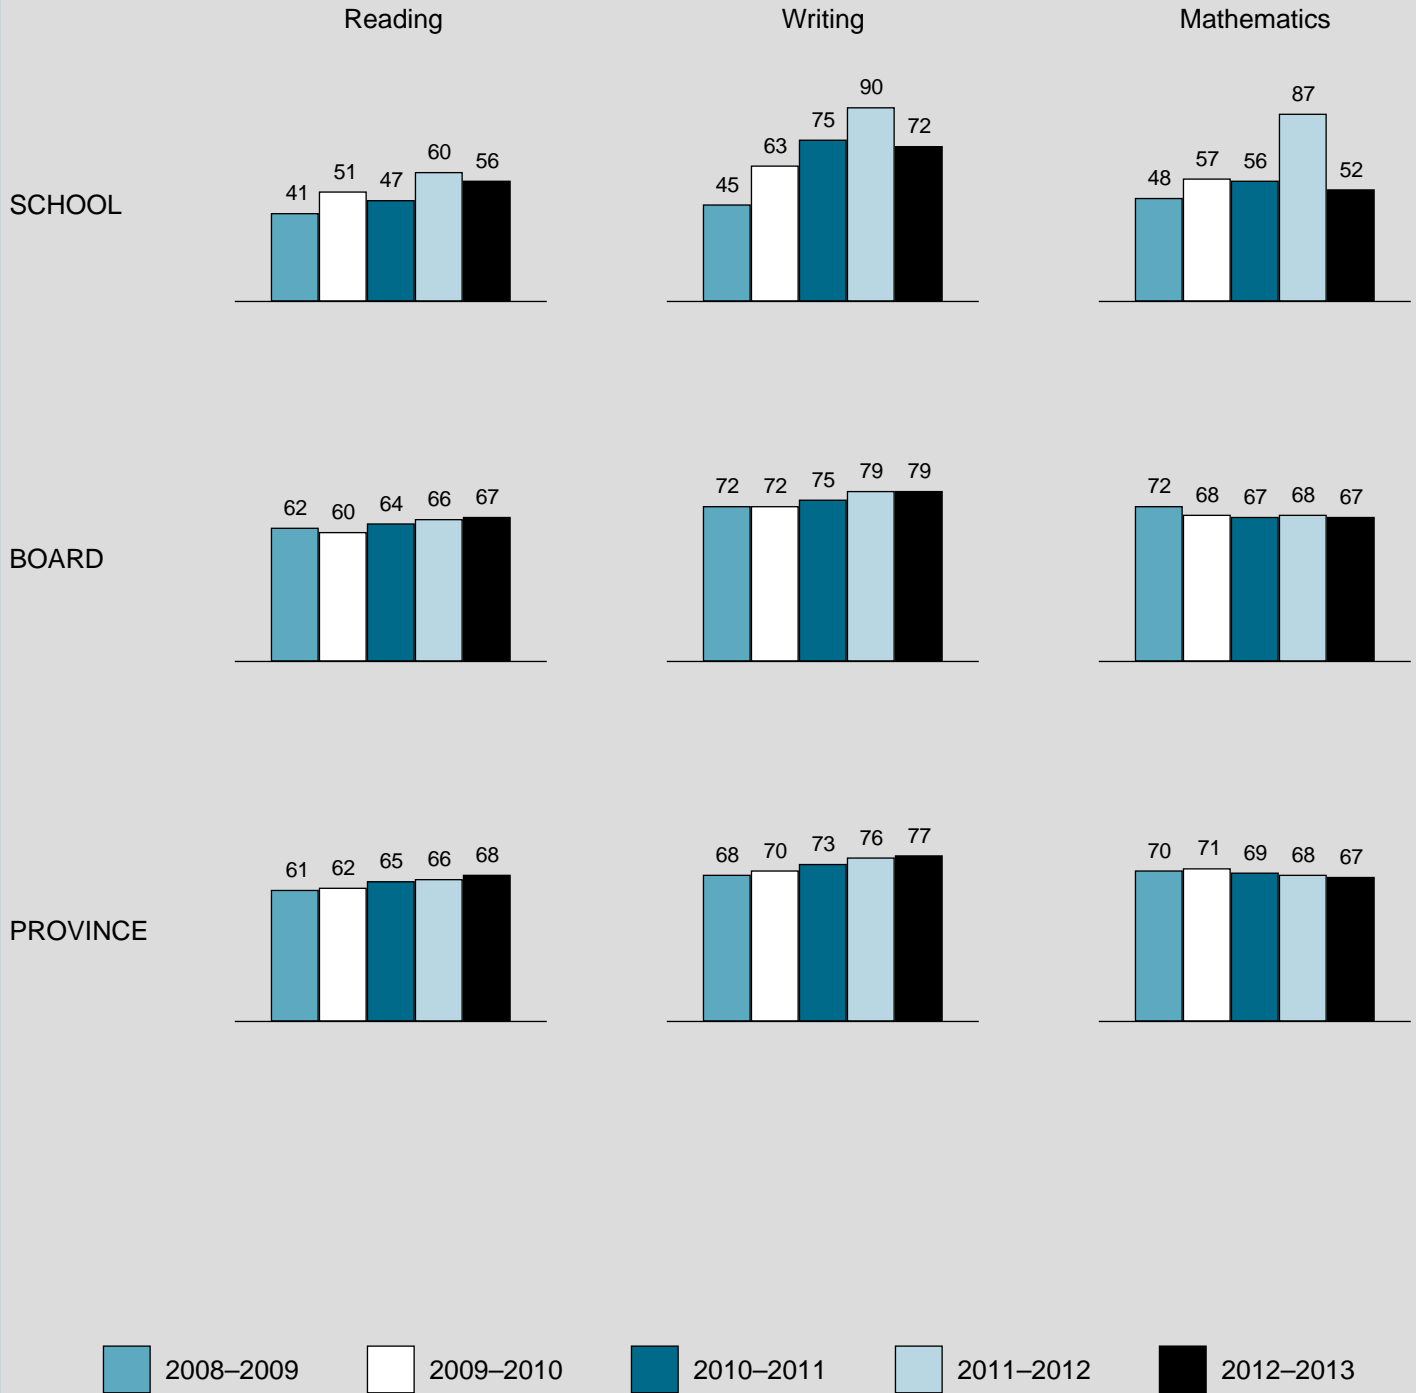 Reading Writing Mathematics
SCHOOL
41 51 47 60 56
45 63 75 90 72
48 57 56 87 52
BOARD
62 60 64 66 67
72 72 75 79 79
72 68 67 68 67
PROVINCE
61 62 65 66 68
68 70 73 76 77
70 71 69 68 67
2008–2009 2009–2010 2010–2011 2011–2012 2012–2013